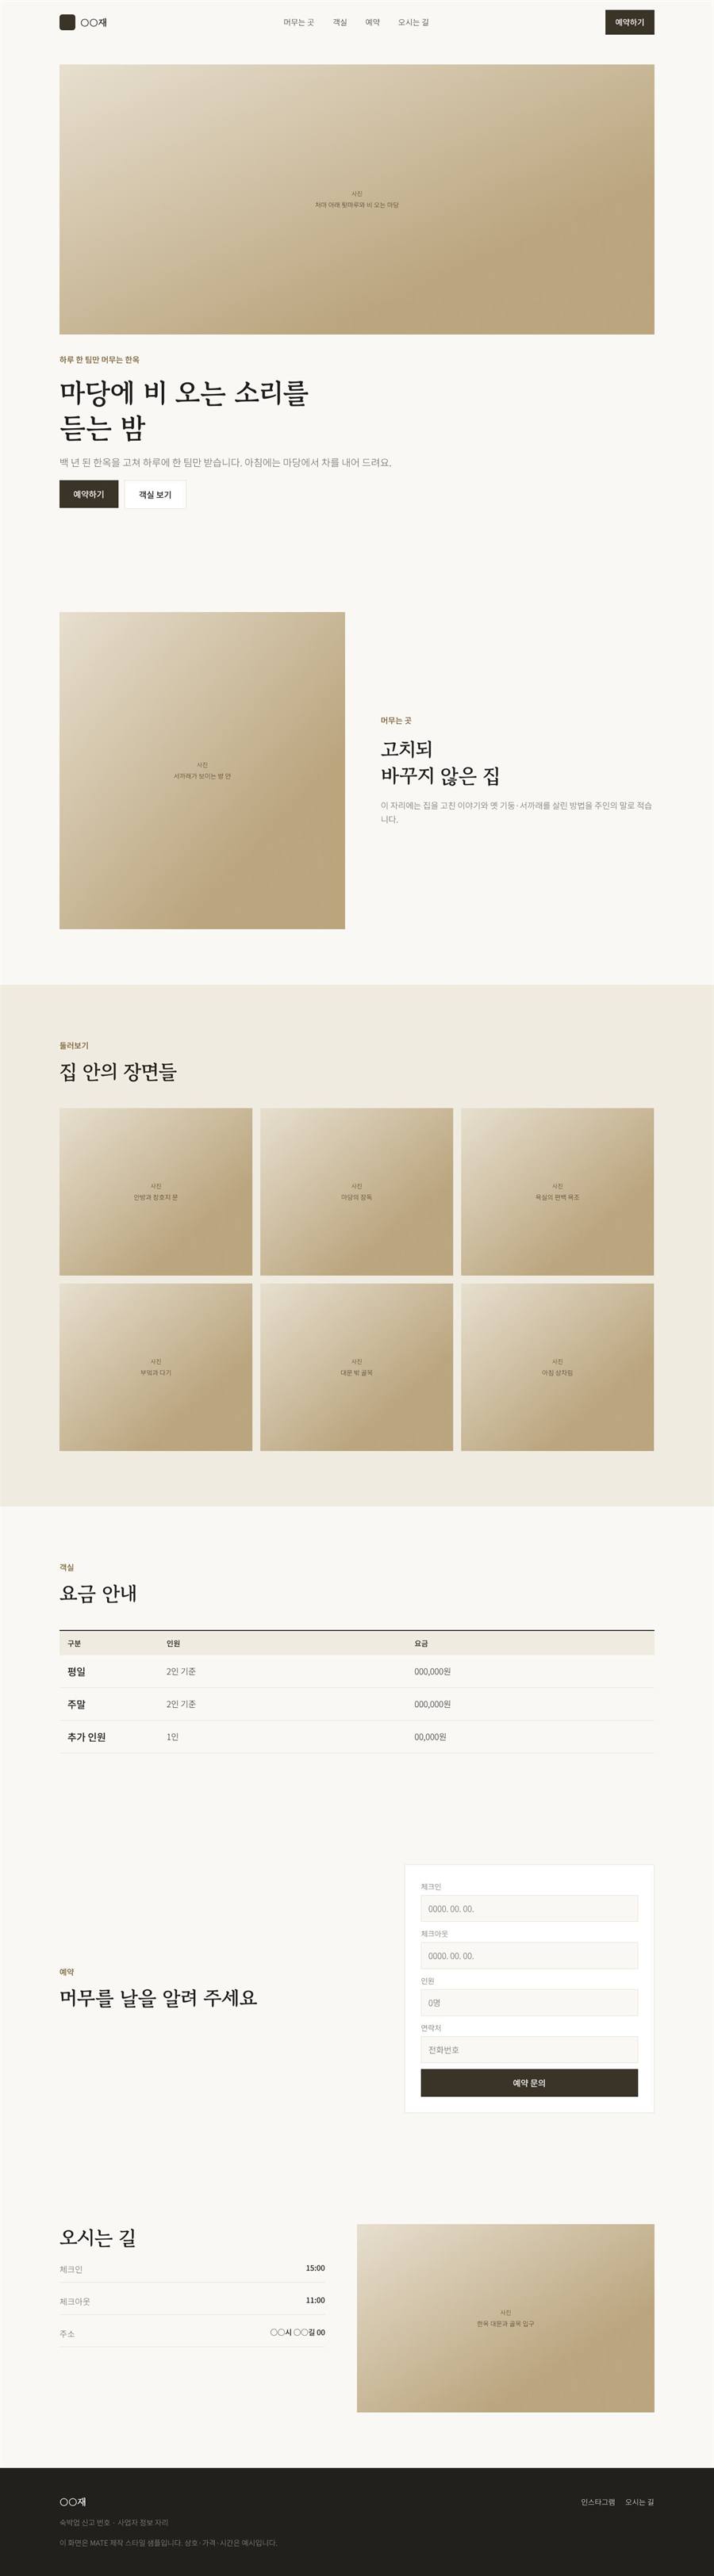 ○○재
머무는 곳
객실
예약
오시는 길
예약하기
사진
처마 아래 툇마루와 비 오는 마당
하루 한 팀만 머무는 한옥
마당에 비 오는 소리를
듣는 밤
백 년 된 한옥을 고쳐 하루에 한 팀만 받습니다. 아침에는 마당에서 차를 내어 드려요.
예약하기
객실 보기
사진
서까래가 보이는 방 안
머무는 곳
고치되
바꾸지 않은 집
이 자리에는 집을 고친 이야기와 옛 기둥·서까래를 살린 방법을 주인의 말로 적습
니다.
둘러보기
집 안의 장면들
사진
안방과 창호지 문
사진
마당의 장독
사진
욕실의 편백 욕조
사진
부엌과 다기
사진
대문 밖 골목
사진
아침 상차림
객실
요금 안내
구분 인원 요금
평일 2인 기준 000,000원
주말 2인 기준 000,000원
추가 인원 1인 00,000원
예약
머무를 날을 알려 주세요
체크인
0000. 00. 00.
체크아웃
0000. 00. 00.
인원
0명
연락처
전화번호
예약 문의
오시는 길
체크인 15:00
체크아웃 11:00
주소 ○○시 ○○길 00
사진
한옥 대문과 골목 입구
○○재
인스타그램 오시는 길
숙박업 신고 번호 · 사업자 정보 자리
이 화면은 MATE 제작 스타일 샘플입니다. 상호·가격·시간은 예시입니다.